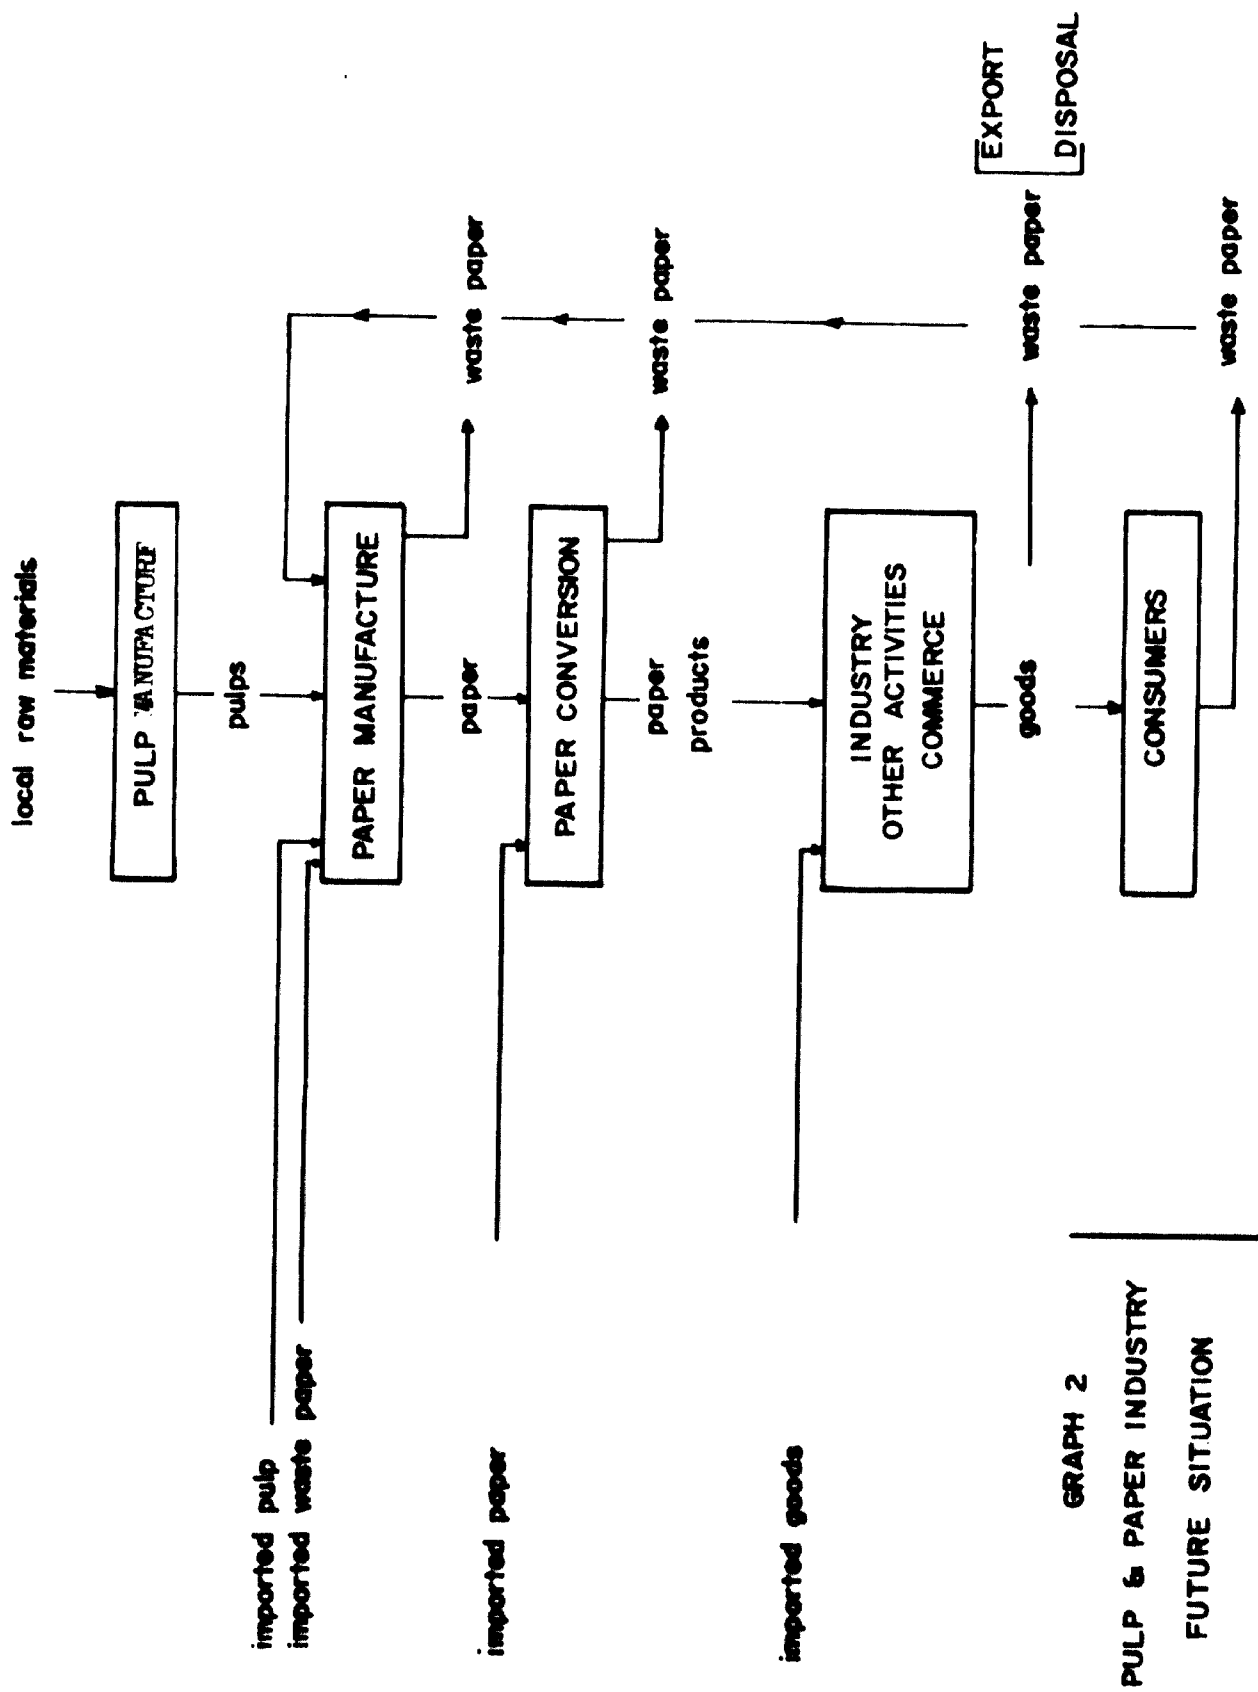 local raw materials
PULP MANUFACTURE
pulps
imported pulp
imported waste paper
PAPER MANUFACTURE
waste paper
paper
imported paper
PAPER CONVERSION
waste paper
paper
products
imported goods
INDUSTRY
OTHER ACTIVITIES
COMMERCE
EXPORT
DISPOSAL
waste paper
goods
CONSUMERS
waste paper
GRAPH 2
PULP & PAPER INDUSTRY
FUTURE SITUATION